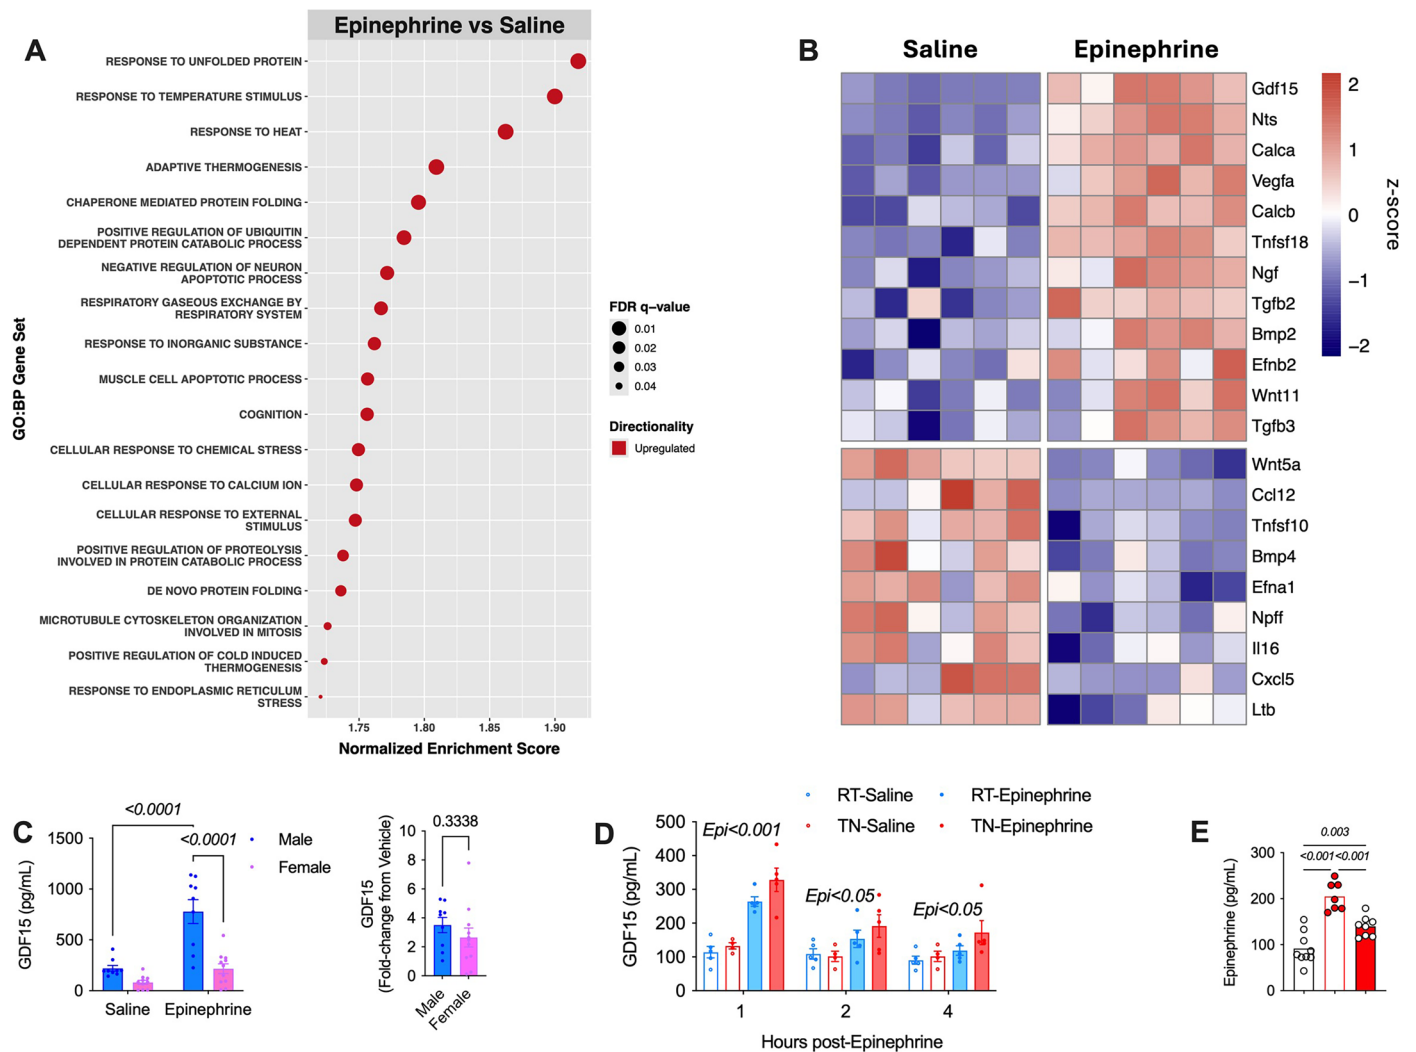 A
Epinephrine vs Saline
GO:BP Gene Set
RESPONSE TO UNFOLDED PROTEIN
RESPONSE TO TEMPERATURE STIMULUS
RESPONSE TO HEAT
ADAPTIVE THERMOGENESIS
CHAPERONE MEDIATED PROTEIN FOLDING
POSITIVE REGULATION OF UBIQUITIN
DEPENDENT PROTEIN CATABOLIC PROCESS
NEGATIVE REGULATION OF NEURON
APOPTOTIC PROCESS
RESPIRATORY GASEOUS EXCHANGE BY
RESPIRATORY SYSTEM
RESPONSE TO INORGANIC SUBSTANCE
MUSCLE CELL APOPTOTIC PROCESS
COGNITION
CELLULAR RESPONSE TO CHEMICAL STRESS
CELLULAR RESPONSE TO CALCIUM ION
CELLULAR RESPONSE TO EXTERNAL
STIMULUS
POSITIVE REGULATION OF PROTEOLYSIS
INVOLVED IN PROTEIN CATABOLIC PROCESS
DE NOVO PROTEIN FOLDING
MICROTUBULE CYTOSKELETON ORGANIZATION
INVOLVED IN MITOSIS
POSITIVE REGULATION OF COLD INDUCED
THERMOGENESIS
RESPONSE TO ENDOPLASMIC RETICULUM
STRESS
1.75 1.80 1.85 1.90
Normalized Enrichment Score
FDR q−value
0.01
0.02
0.03
0.04
Directionality
Upregulated
B
Saline Epinephrine
Gdf15
Nts
Calca
Vegfa
Calcb
Tnfsf18
Ngf
Tgfb2
Bmp2
Efnb2
Wnt11
Tgfb3
Wnt5a
Ccl12
Tnfsf10
Bmp4
Efna1
Npff
Il16
Cxcl5
Ltb
2
1
0
−1
−2
z-score
C
<0.0001
<0.0001
Male
Female
GDF15 (pg/mL)
1500
1000
500
0
Saline Epinephrine
0.3338
GDF15
(Fold-change from Vehicle)
10
8
6
4
2
0
Male
Female
D
RT-Saline RT-Epinephrine
TN-Saline TN-Epinephrine
GDF15 (pg/mL)
500
400
300
200
100
0
Epi<0.001
Epi<0.05
Epi<0.05
1 2 4
Hours post-Epinephrine
E
0.003
<0.001 <0.001
Epinephrine (pg/mL)
300
200
100
0